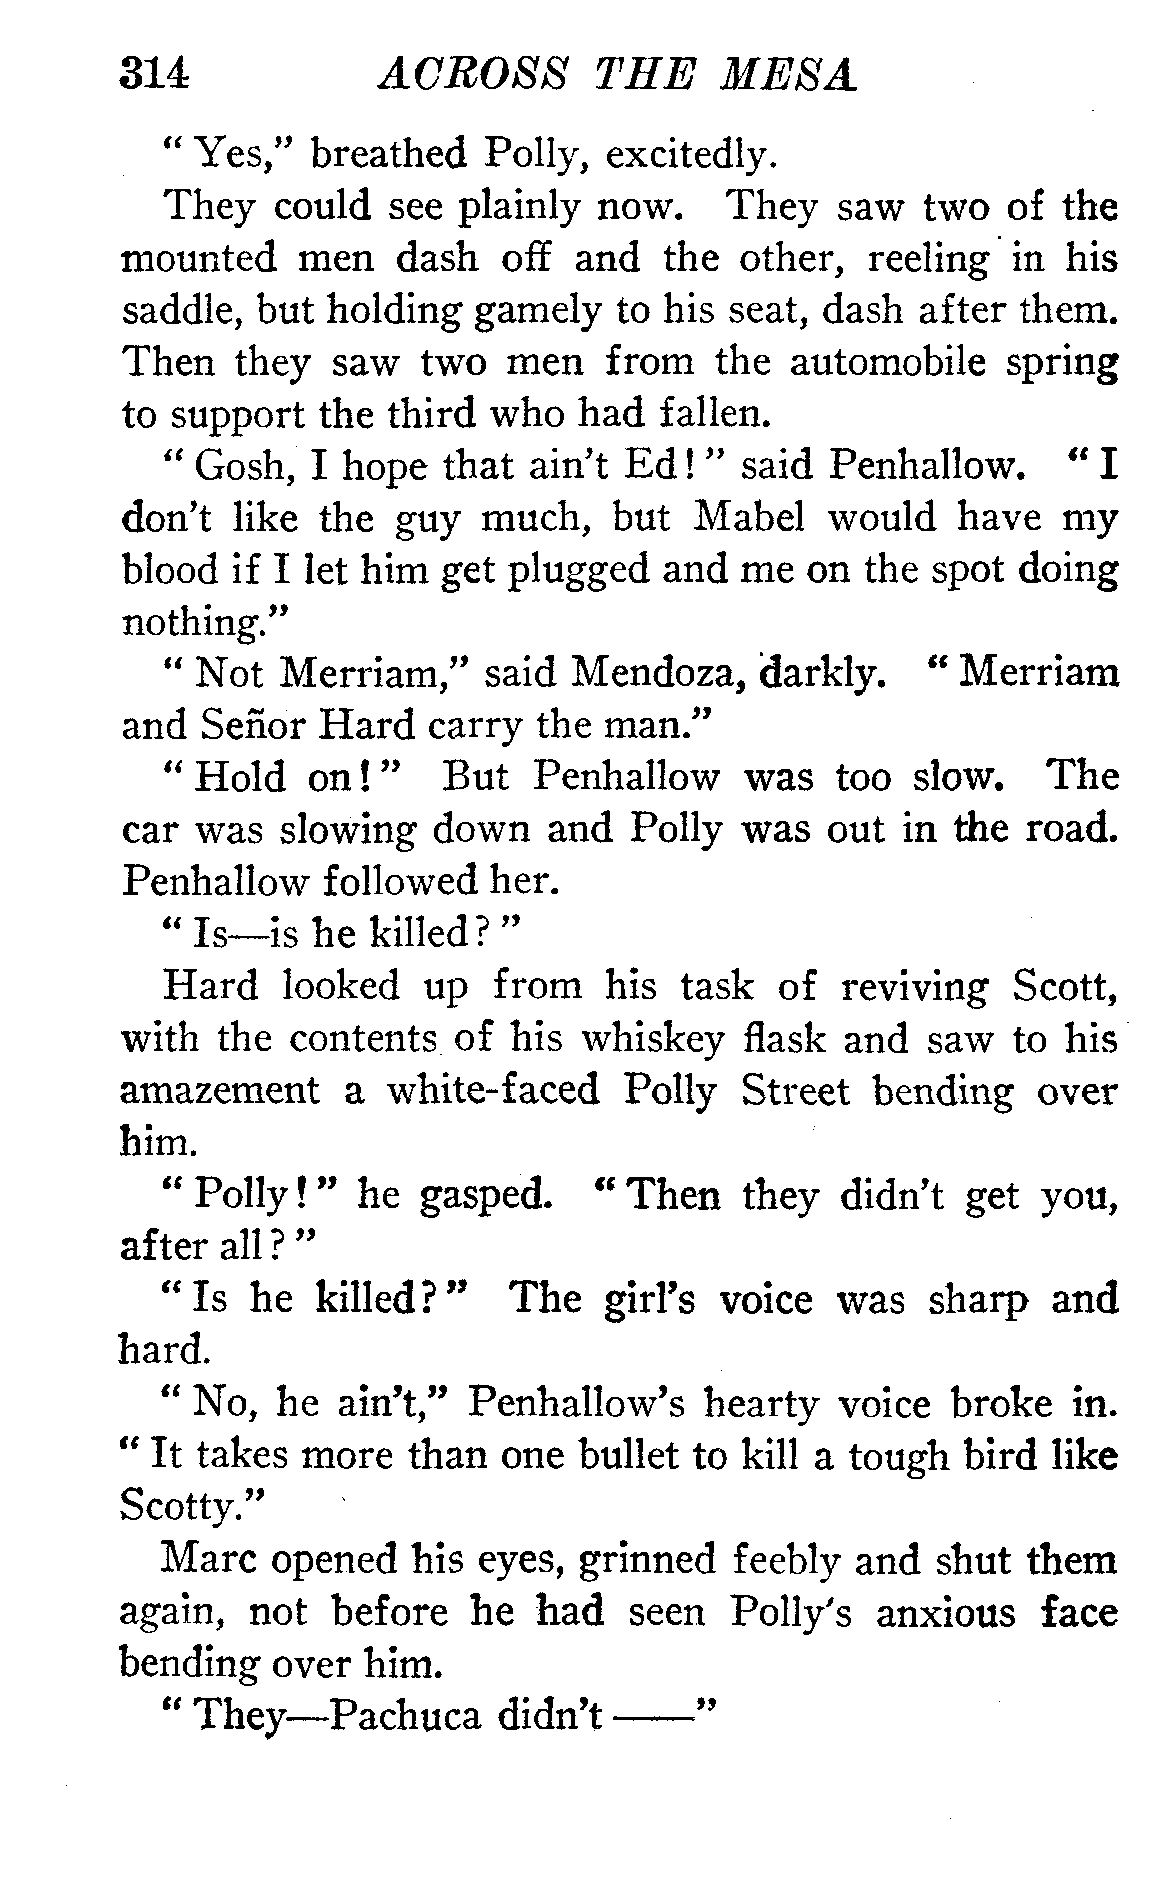 314 ACROSS THE MESA
" Yes," breathed Polly, excitedly.
They could see plainly now. They saw two of the
mounted men dash off and the other, reeling in his
saddle, but holding gamely to his seat, dash after them.
Then they saw two men from the automobile spring
to support the third who had fallen.
" Gosh, I hope that ain't Ed! " said Penhallow. " I
don't like the guy much, but Mabel would have my
blood if I let him get plugged and me on the spot doing
nothing."
" Not Merriam," said Mendoza, darkly. " Merriam
and Señor Hard carry the man."
" Hold on! " But Penhallow was too slow. The
car was slowing down and Polly was out in the road.
Penhallow followed her.
" Is—is he killed? "
Hard looked up from his task of reviving Scott,
with the contents of his whiskey flask and saw to his
amazement a white-faced Polly Street bending over
him.
" Polly! " he gasped. " Then they didn't get you,
after all? "
" Is he killed? " The girl's voice was sharp and
hard.
" No, he ain't," Penhallow's hearty voice broke in.
" It takes more than one bullet to kill a tough bird like
Scotty."
Marc opened his eyes, grinned feebly and shut them
again, not before he had seen Polly's anxious face
bending over him.
" They—Pachuca didn't ——"